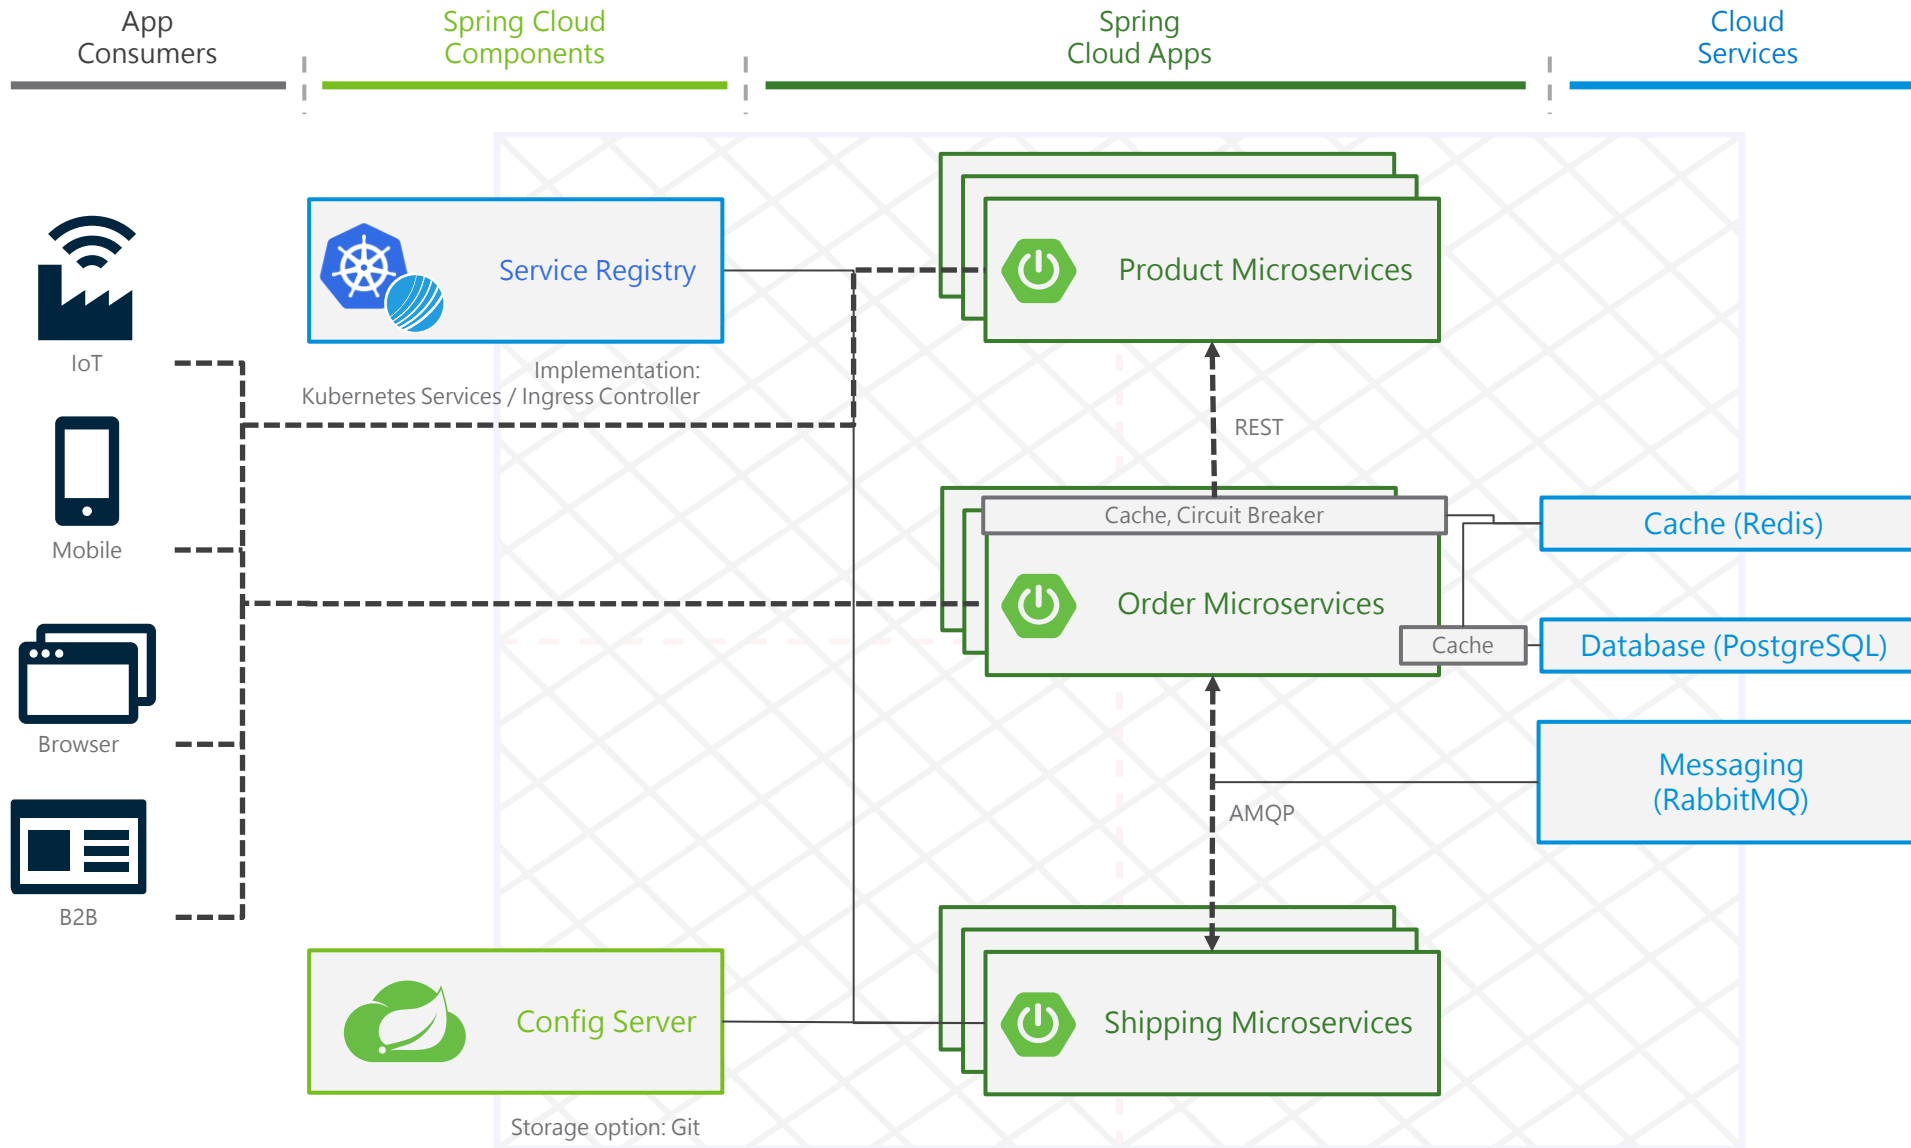 App
Consumers
Spring Cloud
Components
Spring
Cloud Apps
Cloud
Services
IoT
Mobile
Browser
B2B
Service Registry
Implementation:
Kubernetes Services / Ingress Controller
Config Server
Storage option: Git
Product Microservices
REST
Cache, Circuit Breaker
Order Microservices
Cache
AMQP
Shipping Microservices
Cache (Redis)
Database (PostgreSQL)
Messaging
(RabbitMQ)